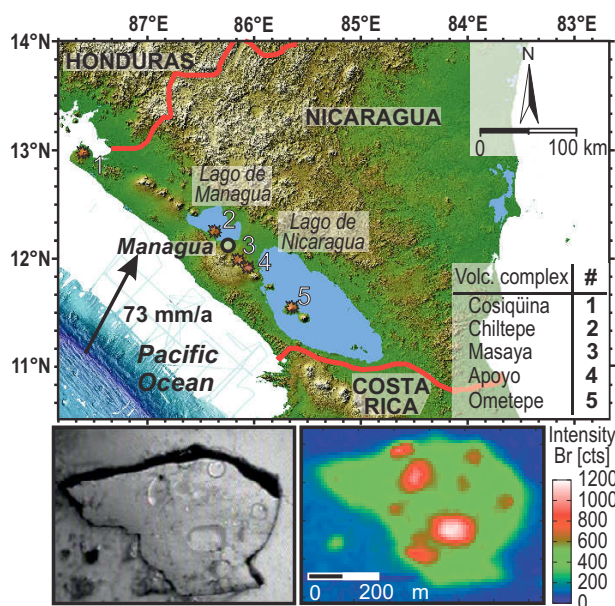 87°E 86°E 85°E 84°E 83°E
14°N
13°N
12°N
11°N
HONDURAS
NICARAGUA
N
0 100 km
1
Lago de
Managua
2
Lago de
Nicaragua
Managua
3
4
5
73 mm/a
Pacific
Ocean
COSTA
RICA
Volc. complex #
Cosiqüina 1
Chiltepe 2
Masaya 3
Apoyo 4
Ometepe 5
Intensity
Br [cts]
1200
1000
800
600
400
200
0
0 200 m